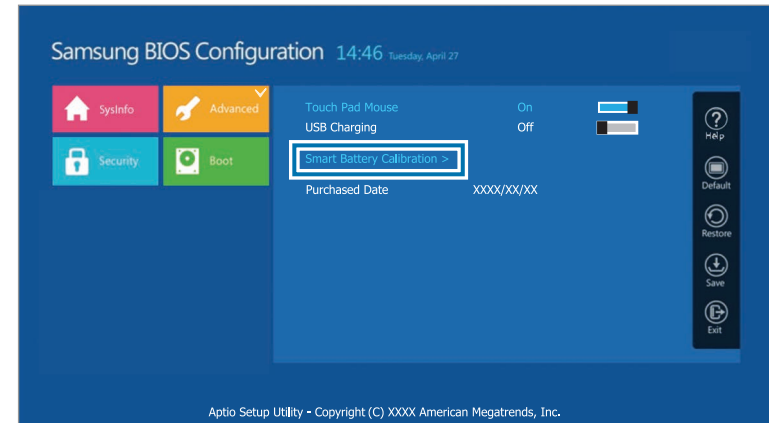 Samsung BIOS Configuration 14:46 Tuesday, April 27
SysInfo
Advanced
Security
Boot
Touch Pad Mouse On
USB Charging Off
Smart Battery Calibration >
Purchased Date XXXX/XX/XX
Help
Default
Restore
Save
Exit
Aptio Setup Utility - Copyright (C) XXXX American Megatrends, Inc.